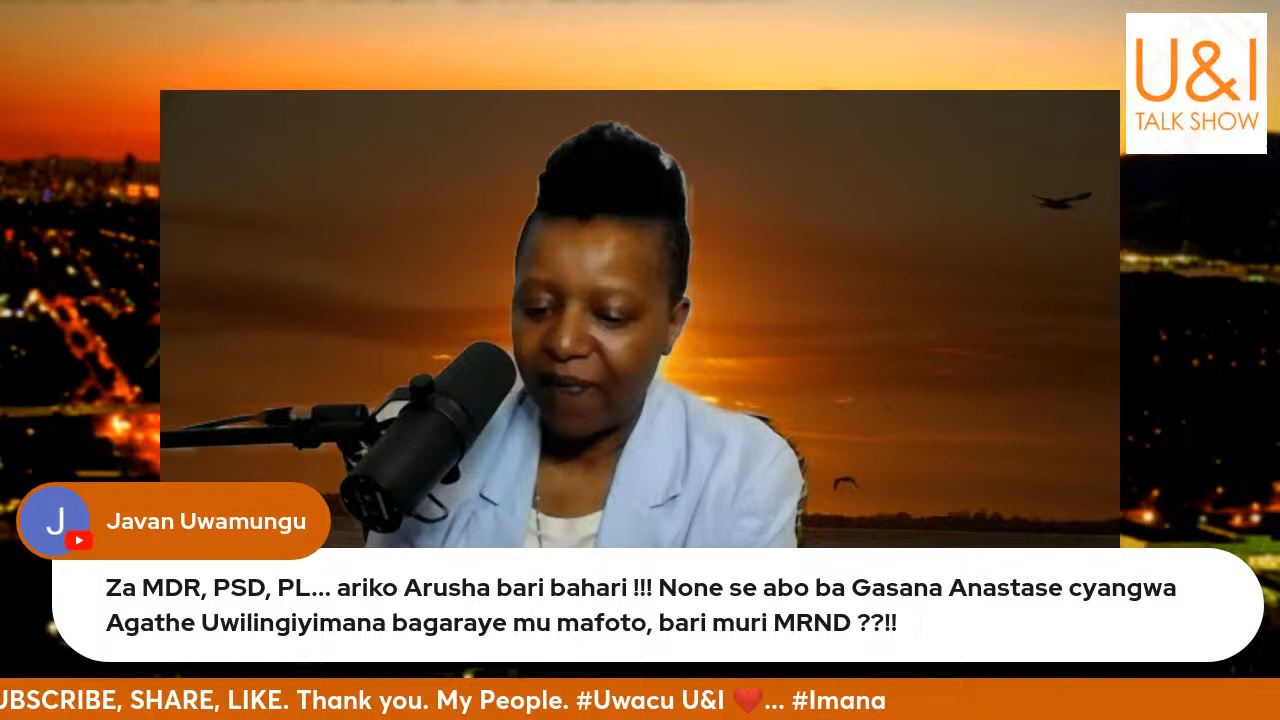 U&I
TALK SHOW
J
Javan Uwamungu
Za MDR, PSD, PL... ariko Arusha bari bahari !!! None se abo ba Gasana Anastase cyangwa
Agathe Uwilingiyimana bagaraye mu mafoto, bari muri MRND ??!!
UBSCRIBE, SHARE, LIKE. Thank you. My People. #Uwacu U&I ❤️... #Imana